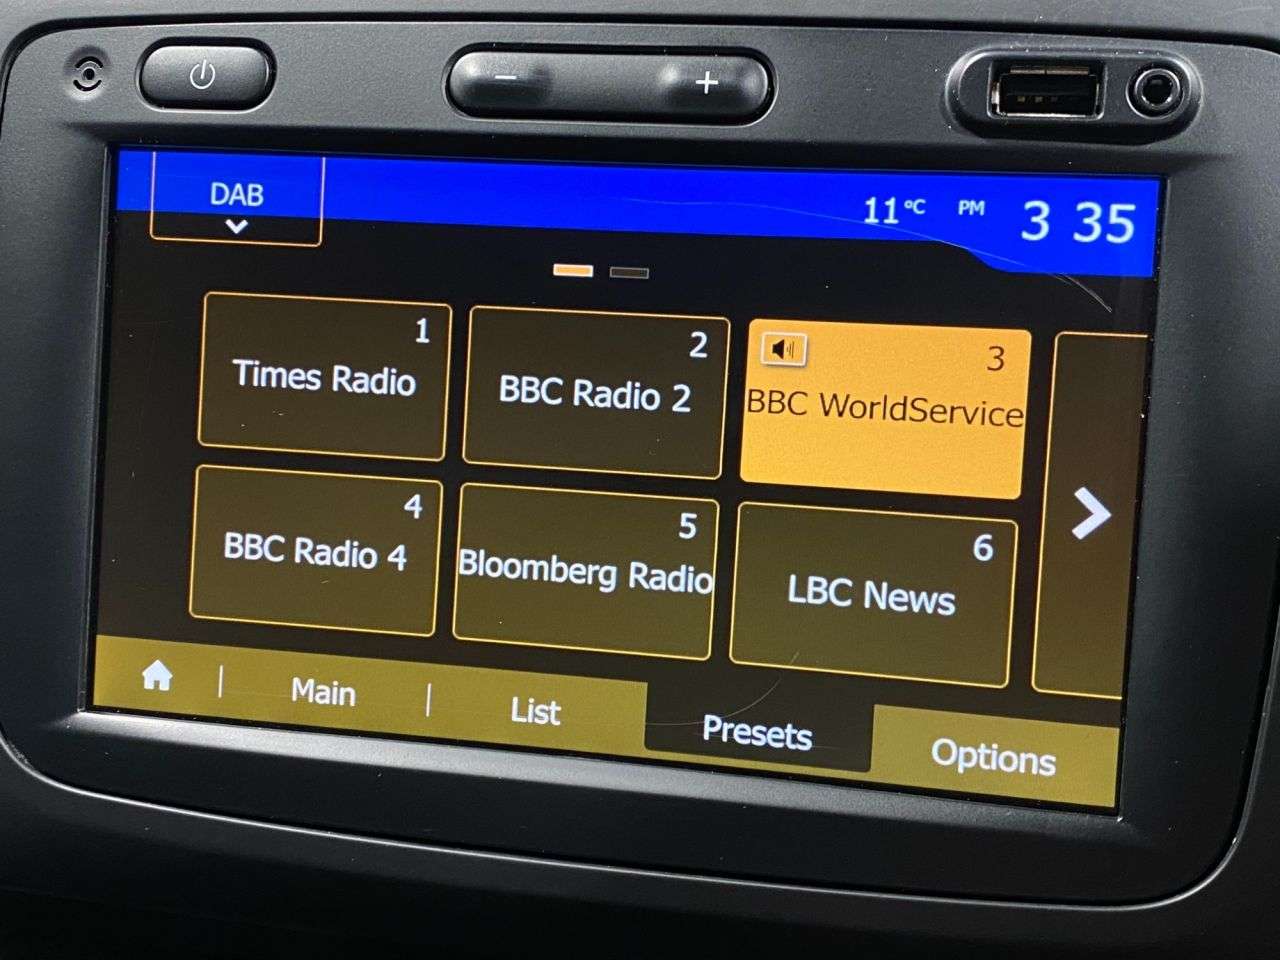 − +
DAB
11°C PM 3 35
1
Times Radio
2
BBC Radio 2
3
BBC WorldService
4
BBC Radio 4
5
Bloomberg Radio
6
LBC News
Main
List
Presets
Options